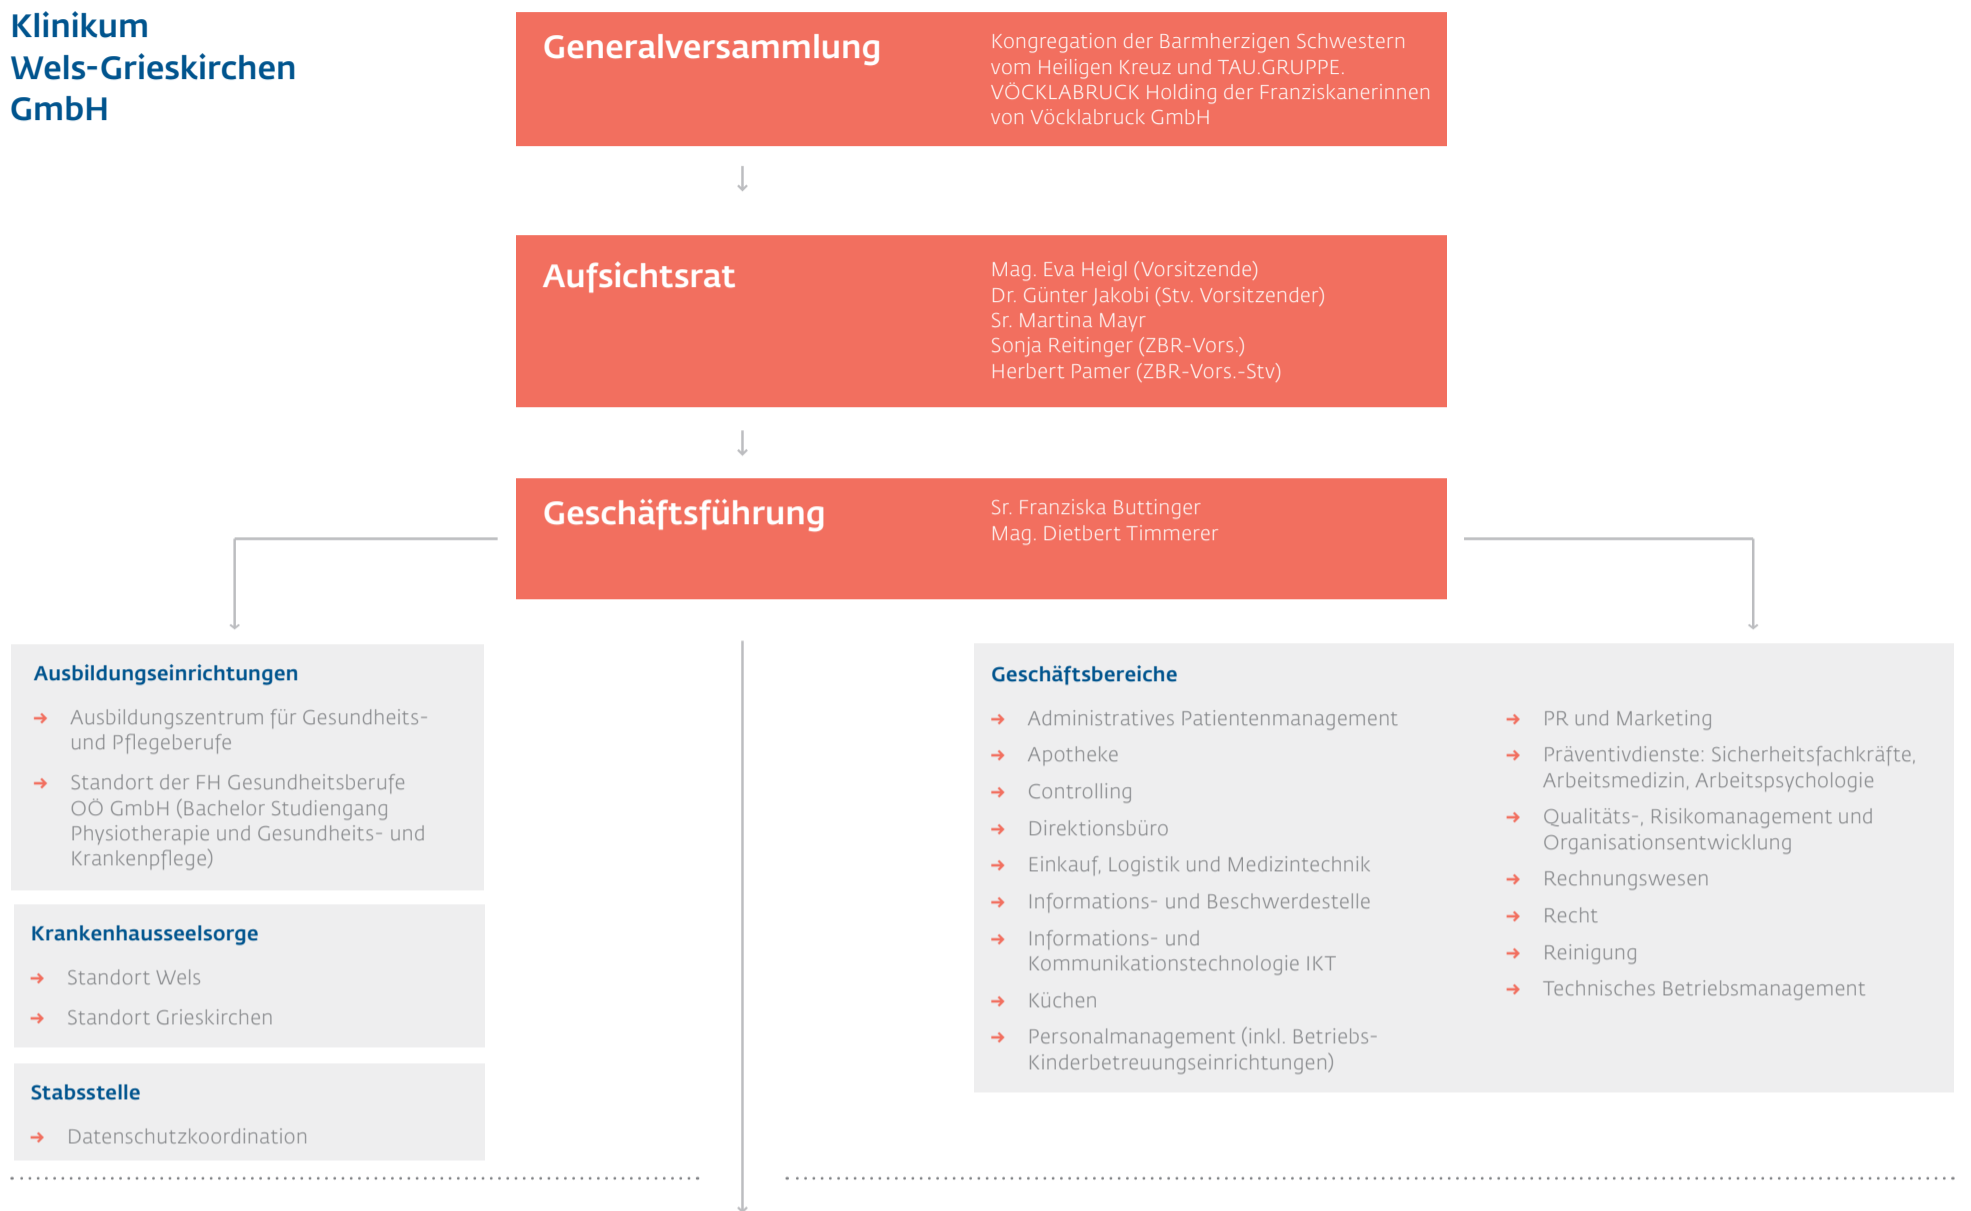 Klinikum
Wels-Grieskirchen
GmbH
Generalversammlung
Kongregation der Barmherzigen Schwestern
vom Heiligen Kreuz und TAU.GRUPPE.
VÖCKLABRUCK Holding der Franziskanerinnen
von Vöcklabruck GmbH
Aufsichtsrat
Mag. Eva Heigl (Vorsitzende)
Dr. Günter Jakobi (Stv. Vorsitzender)
Sr. Martina Mayr
Sonja Reitinger (ZBR-Vors.)
Herbert Pamer (ZBR-Vors.-Stv)
Geschäftsführung
Sr. Franziska Buttinger
Mag. Dietbert Timmerer
Ausbildungseinrichtungen
Ausbildungszentrum für Gesundheits-
und Pflegeberufe
Standort der FH Gesundheitsberufe
OÖ GmbH (Bachelor Studiengang
Physiotherapie und Gesundheits- und
Krankenpflege)
Krankenhausseelsorge
Standort Wels
Standort Grieskirchen
Stabsstelle
Datenschutzkoordination
Geschäftsbereiche
Administratives Patientenmanagement
Apotheke
Controlling
Direktionsbüro
Einkauf, Logistik und Medizintechnik
Informations- und Beschwerdestelle
Informations- und
Kommunikationstechnologie IKT
Küchen
Personalmanagement (inkl. Betriebs-
Kinderbetreuungseinrichtungen)
PR und Marketing
Präventivdienste: Sicherheitsfachkräfte,
Arbeitsmedizin, Arbeitspsychologie
Qualitäts-, Risikomanagement und
Organisationsentwicklung
Rechnungswesen
Recht
Reinigung
Technisches Betriebsmanagement